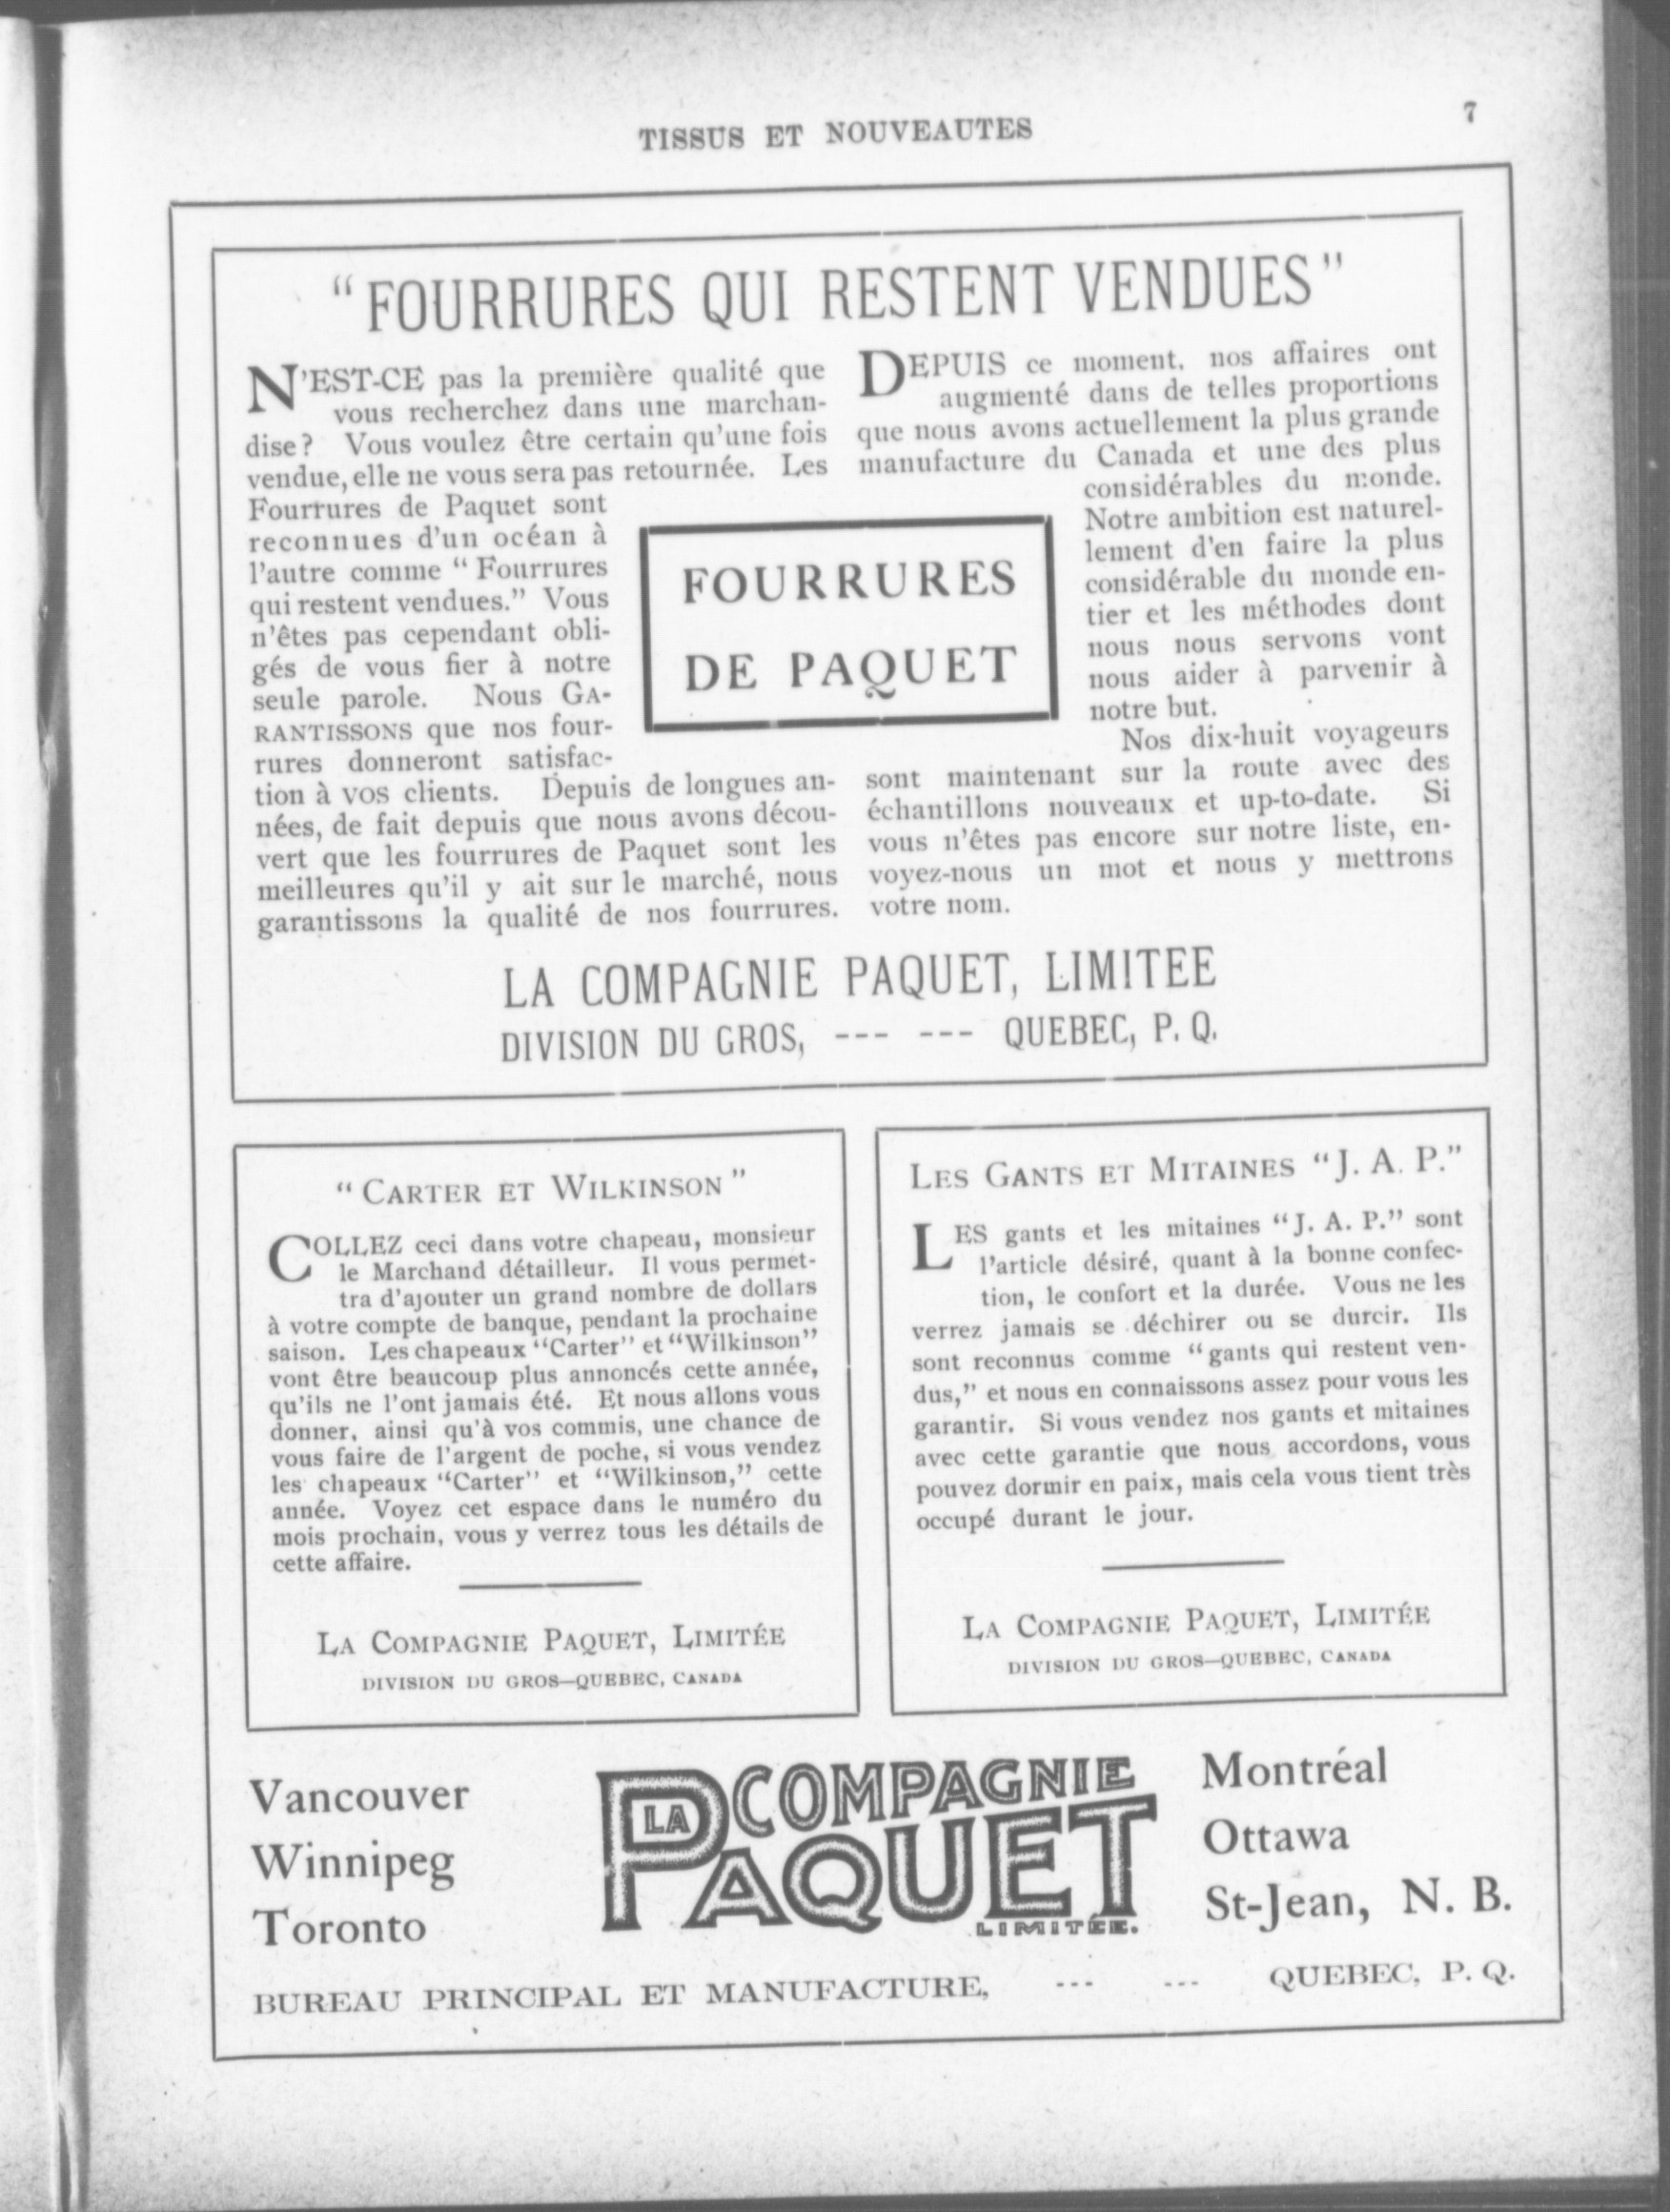 TISSUS ET NOUVEAUTES
7
"FOURRURES QUI RESTENT VENDUES"
N'EST-CE pas la première qualité que
vous recherchez dans une marchan-
dise? Vous voulez être certain qu'une fois
vendue, elle ne vous sera pas retournée. Les
Fourrures de Paquet sont
reconnues d'un océan à
l'autre comme "Fourrures
qui restent vendues." Vous
n'êtes pas cependant obli-
gés de vous fier à notre
seule parole. Nous GA-
RANTISSONS que nos four-
rures donneront satisfac-
tion à vos clients. Depuis de longues an-
nées, de fait depuis que nous avons décou-
vert que les fourrures de Paquet sont les
meilleures qu'il y ait sur le marché, nous
garantissons la qualité de nos fourrures.
FOURRURES
DE PAQUET
DEPUIS ce moment, nos affaires ont
augmenté dans de telles proportions
que nous avons actuellement la plus grande
manufacture du Canada et une des plus
considérables du monde.
Notre ambition est naturel-
lement d'en faire la plus
considérable du monde en-
tier et les méthodes dont
nous nous servons vont
nous aider à parvenir à
notre but.
Nos dix-huit voyageurs
sont maintenant sur la route avec des
échantillons nouveaux et up-to-date. Si
vous n'êtes pas encore sur notre liste, en-
voyez-nous un mot et nous y mettrons
votre nom.
LA COMPAGNIE PAQUET, LIMITEE
DIVISION DU GROS, --- --- QUEBEC, P. Q.
"CARTER ET WILKINSON"
COLLEZ ceci dans votre chapeau, monsieur
le Marchand détailleur. Il vous permet-
tra d'ajouter un grand nombre de dollars
à votre compte de banque, pendant la prochaine
saison. Les chapeaux "Carter" et "Wilkinson"
vont être beaucoup plus annoncés cette année,
qu'ils ne l'ont jamais été. Et nous allons vous
donner, ainsi qu'à vos commis, une chance de
vous faire de l'argent de poche, si vous vendez
les chapeaux "Carter" et "Wilkinson," cette
année. Voyez cet espace dans le numéro du
mois prochain, vous y verrez tous les détails de
cette affaire.
LA COMPAGNIE PAQUET, LIMITÉE
DIVISION DU GROS—QUEBEC, CANADA
LES GANTS ET MITAINES "J. A. P."
LES gants et les mitaines "J. A. P." sont
l'article désiré, quant à la bonne confec-
tion, le confort et la durée. Vous ne les
verrez jamais se déchirer ou se durcir. Ils
sont reconnus comme "gants qui restent ven-
dus," et nous en connaissons assez pour vous les
garantir. Si vous vendez nos gants et mitaines
avec cette garantie que nous accordons, vous
pouvez dormir en paix, mais cela vous tient très
occupé durant le jour.
LA COMPAGNIE PAQUET, LIMITÉE
DIVISION DU GROS—QUEBEC, CANADA
Vancouver
Winnipeg
Toronto
LA COMPAGNIE
PAQUET
LIMITÉE.
Montréal
Ottawa
St-Jean, N. B.
BUREAU PRINCIPAL ET MANUFACTURE, --- --- QUEBEC, P. Q.